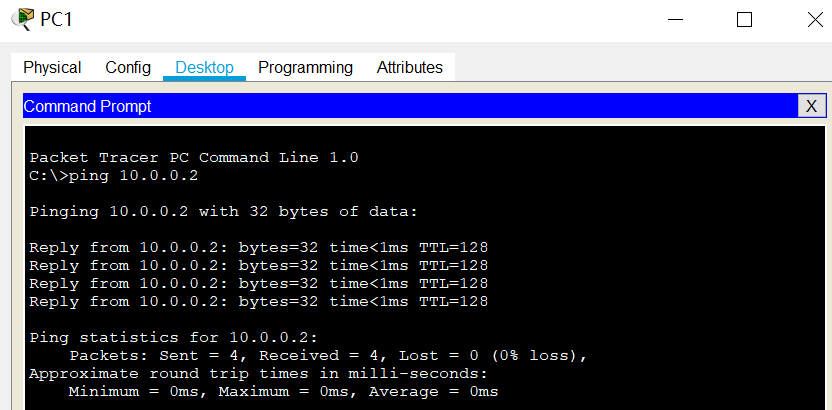 PC1
Physical Config Desktop Programming Attributes
Command Prompt X
Packet Tracer PC Command Line 1.0
C:\>ping 10.0.0.2
Pinging 10.0.0.2 with 32 bytes of data:
Reply from 10.0.0.2: bytes=32 time<1ms TTL=128
Reply from 10.0.0.2: bytes=32 time<1ms TTL=128
Reply from 10.0.0.2: bytes=32 time<1ms TTL=128
Reply from 10.0.0.2: bytes=32 time<1ms TTL=128
Ping statistics for 10.0.0.2:
    Packets: Sent = 4, Received = 4, Lost = 0 (0% loss),
Approximate round trip times in milli-seconds:
    Minimum = 0ms, Maximum = 0ms, Average = 0ms